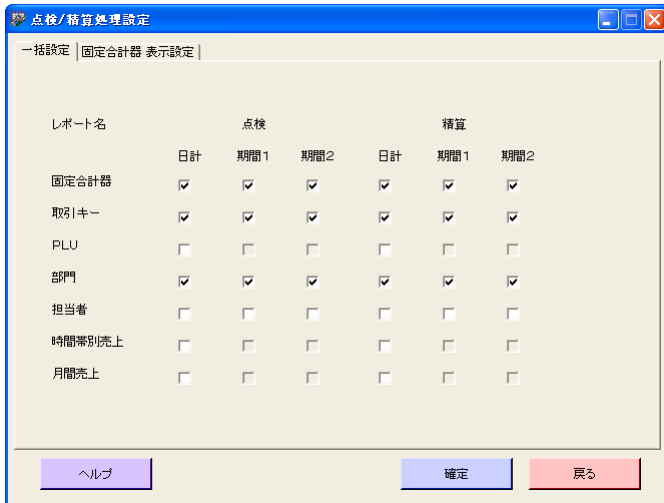 点検/精算処理設定
一括設定 固定合計器 表示設定
レポート名 点検 精算
日計 期間1 期間2 日計 期間1 期間2
固定合計器
取引キー
PLU
部門
担当者
時間帯別売上
月間売上
ヘルプ 確定 戻る